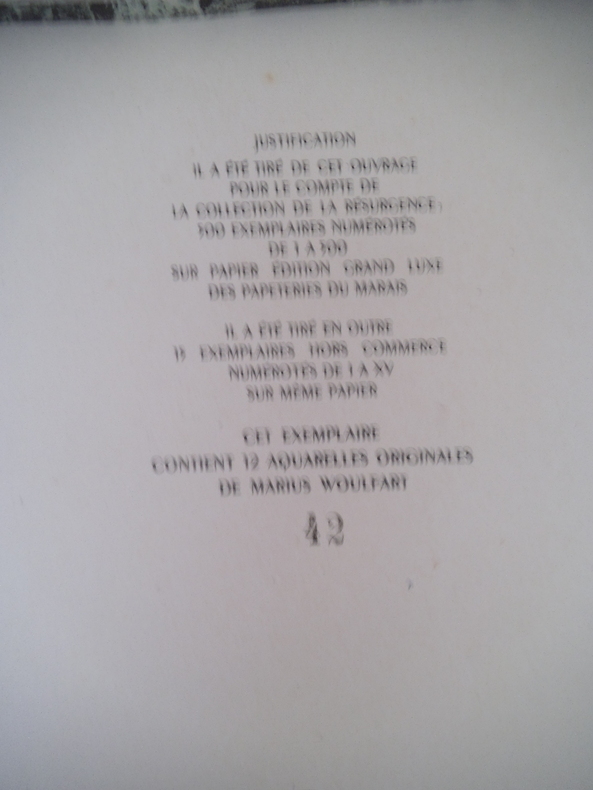 JUSTIFICATION
IL A ÉTÉ TIRÉ DE CET OUVRAGE
POUR LE COMPTE DE
LA COLLECTION DE LA RÉSURGENCE :
500 EXEMPLAIRES NUMÉROTÉS
DE 1 A 500
SUR PAPIER ÉDITION GRAND LUXE
DES PAPETERIES DU MARAIS
IL A ÉTÉ TIRÉ EN OUTRE
15 EXEMPLAIRES HORS COMMERCE
NUMÉROTÉS DE I A XV
SUR MÊME PAPIER
CET EXEMPLAIRE
CONTIENT 12 AQUARELLES ORIGINALES
DE MARIUS WOULFART
42